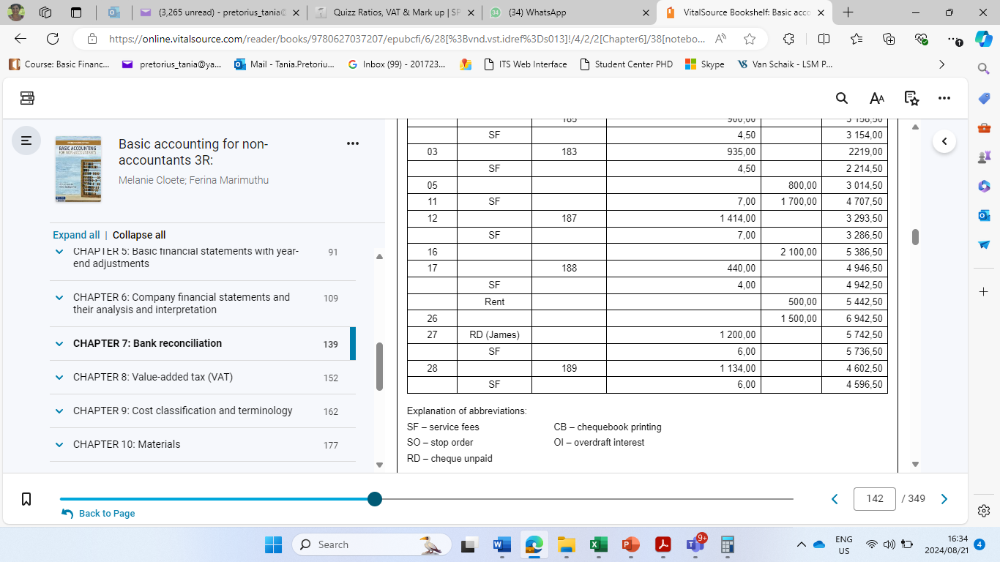 (3,265 unread) - pretorius_tania@
Quizz Ratios, VAT & Mark up | SP
34
(34) WhatsApp
VitalSource Bookshelf: Basic acco
https://online.vitalsource.com/reader/books/9780627037207/epubcfi/6/28[%3Bvnd.vst.idref%3Ds013]!/4/2/2[Chapter6]/38[notebo...
Course: Basic Financ...
pretorius_tania@ya...
Mail - Tania.Pretoriu...
Inbox (99) - 201723...
ITS Web Interface
Student Center PHD
Skype
Van Schaik - LSM P...
BASIC ACCOUNTING
FOR NON-ACCOUNTANTS
Basic accounting for non-
accountants 3R:
Melanie Cloete; Ferina Marimuthu
Expand all | Collapse all
CHAPTER 5: Basic financial statements with year-
end adjustments 91
CHAPTER 6: Company financial statements and
their analysis and interpretation 109
CHAPTER 7: Bank reconciliation 139
CHAPTER 8: Value-added tax (VAT) 152
CHAPTER 9: Cost classification and terminology 162
CHAPTER 10: Materials 177
185 900,00 3 158,50
SF 4,50 3 154,00
03 183 935,00 2219,00
SF 4,50 2 214,50
05 800,00 3 014,50
11 SF 7,00 1 700,00 4 707,50
12 187 1 414,00 3 293,50
SF 7,00 3 286,50
16 2 100,00 5 386,50
17 188 440,00 4 946,50
SF 4,00 4 942,50
Rent 500,00 5 442,50
26 1 500,00 6 942,50
27 RD (James) 1 200,00 5 742,50
SF 6,00 5 736,50
28 189 1 134,00 4 602,50
SF 6,00 4 596,50
Explanation of abbreviations:
SF – service fees CB – chequebook printing
SO – stop order OI – overdraft interest
RD – cheque unpaid
142 / 349
Back to Page
Search
9+
ENG
US
16:34
2024/08/21
4